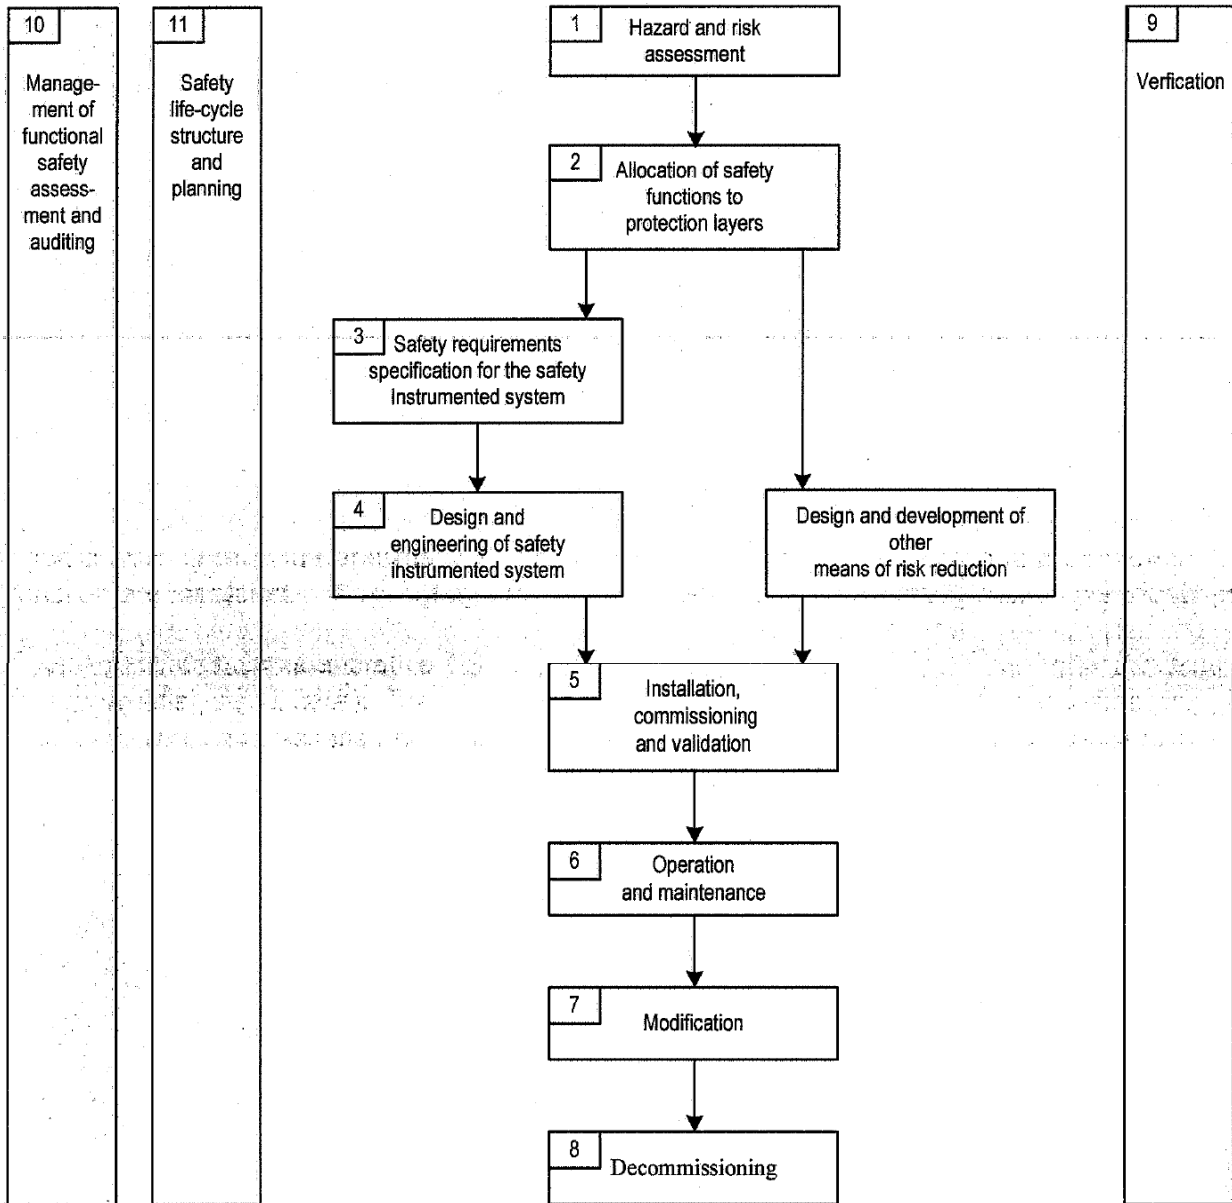 10
Manage-
ment of
functional
safety
assess-
ment and
auditing
11
Safety
life-cycle
structure
and
planning
1
Hazard and risk
assessment
2
Allocation of safety
functions to
protection layers
3
Safety requirements
specification for the safety
Instrumented system
4
Design and
engineering of safety
instrumented system
Design and development of
other
means of risk reduction
5
Installation,
commissioning
and validation
6
Operation
and maintenance
7
Modification
8
Decommissioning
9
Verfication